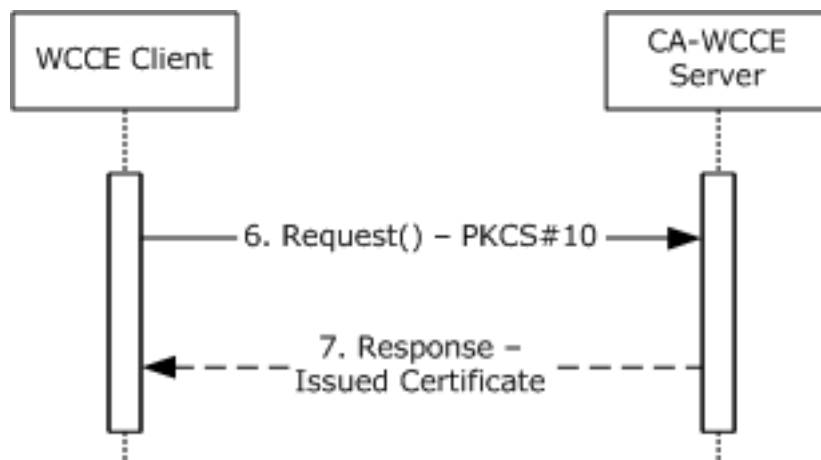 WCCE Client
CA-WCCE
Server
6. Request() – PKCS#10
7. Response –
Issued Certificate